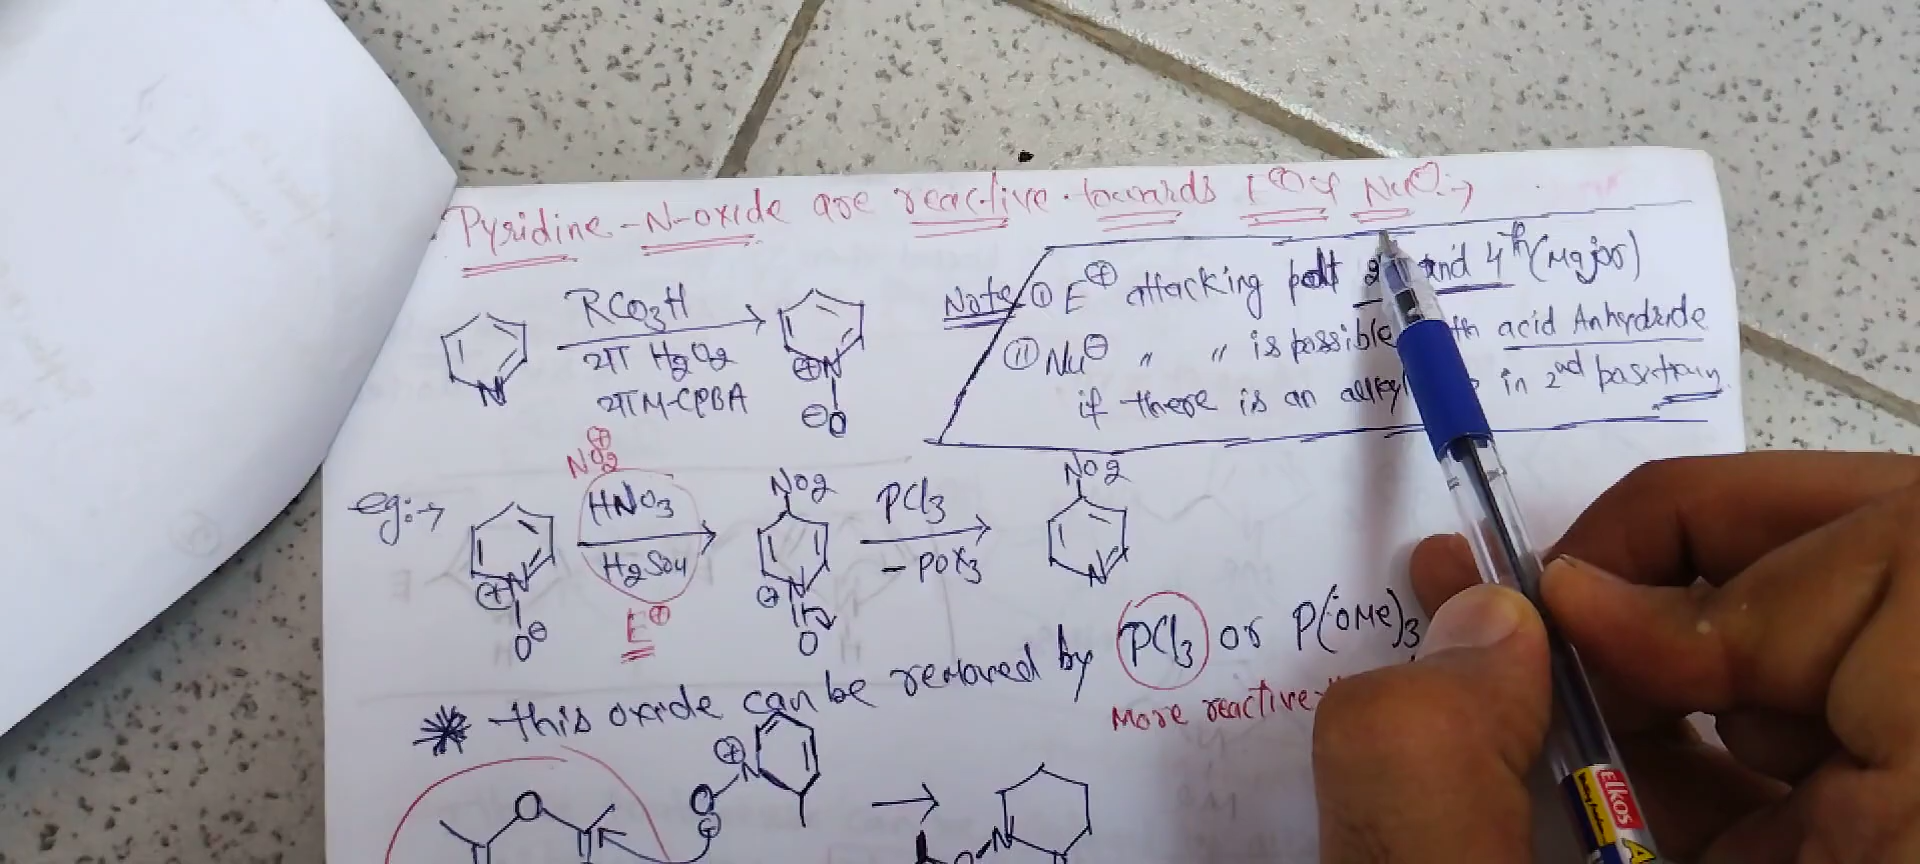 Pyridine-N-oxide are reactive towards E⊕ & Nu⊖ :→
RCO3H
या H2O2
या M-CPBA
⊕N
⊖O
N
Note ① E⊕ attacking and 4th (Major)
② Nu⊖ " " is possible acid Anhydride
if there is an in 2nd
eg:→
NO2⊕
HNO3
H2SO4
E⊕
⊕N
O⊖
NO2
⊕N
O
PCl3
- POX3
NO2
N
* this oxide can be removed by PCl3 or P(OMe)3
More reactive
O
⊕
N
O
N
O
Elkos